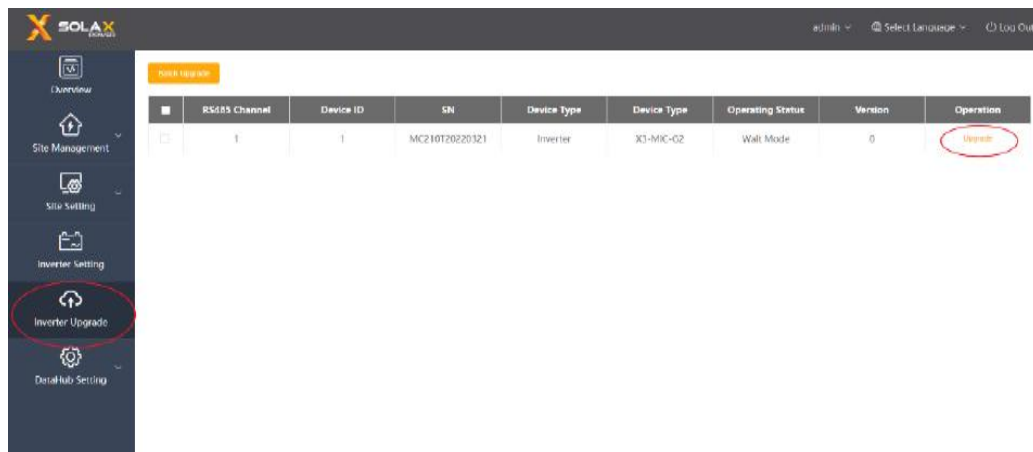 SOLAX
POWER
admin
Select Language
Log Out
Overview
Site Management
Site Setting
Inverter Setting
Inverter Upgrade
DataHub Setting
Batch Upgrade
RS485 Channel Device ID SN Device Type Device Type Operating Status Version Operation
1 1 MC210T20220321 Inverter X3-MIC-G2 Wait Mode 0 Upgrade